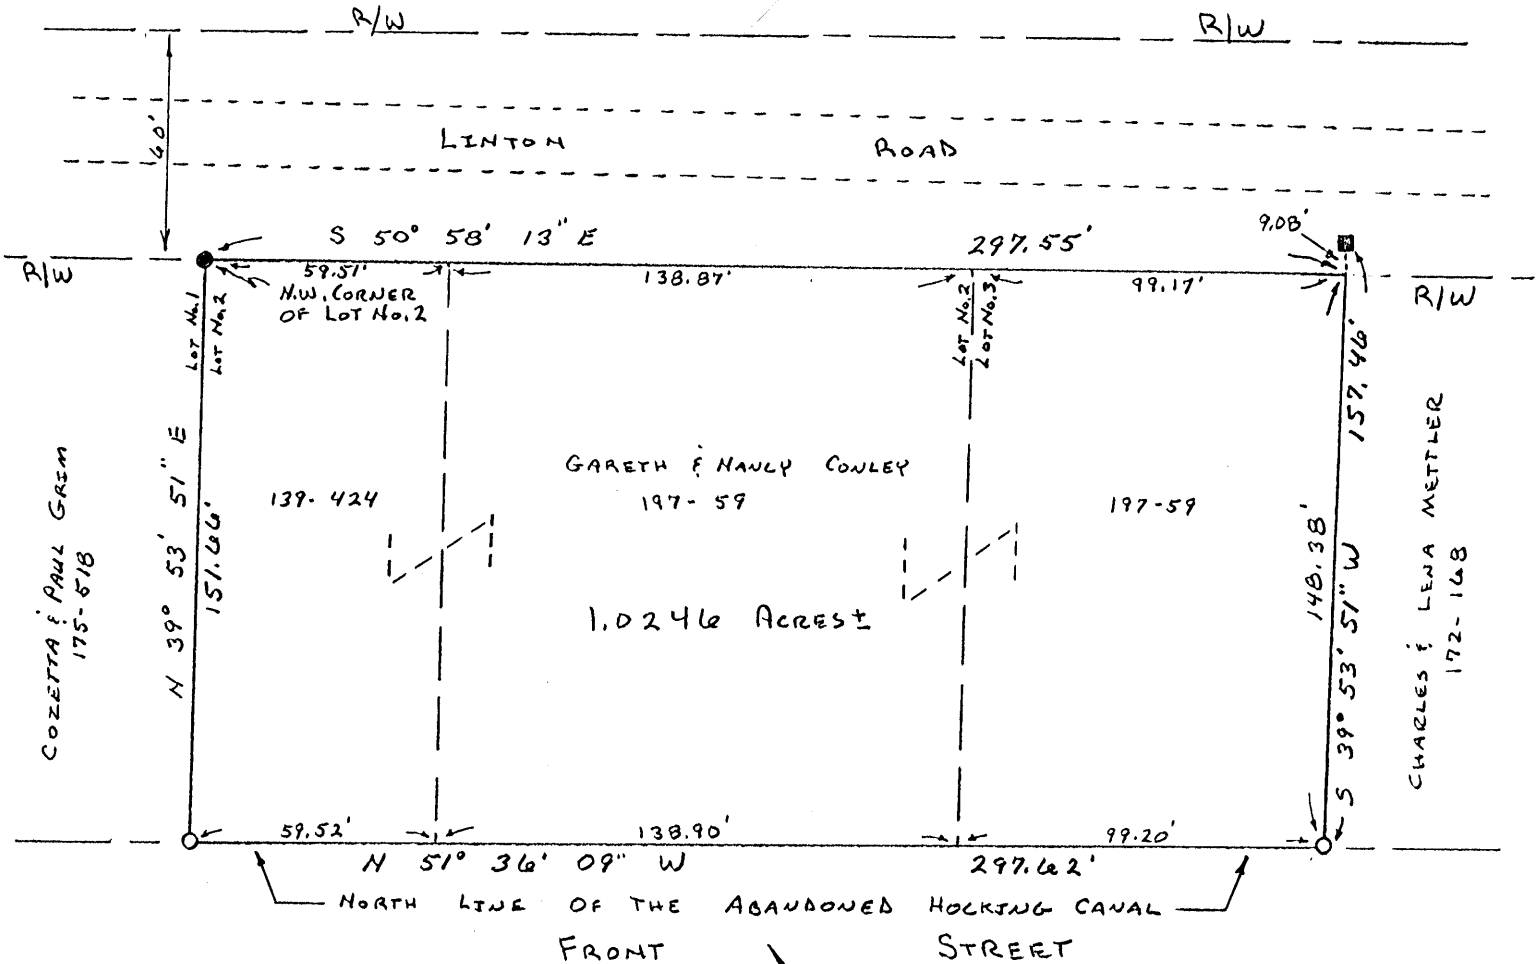 R/W
R/W
60'
LINTON ROAD
S 50° 58' 13" E
297.55'
9.08'
R/W
59.51'
138.87'
99.17'
R/W
N.W. CORNER
OF LOT No. 2
LOT No. 1
LOT No. 2
LOT No. 2
LOT No. 3
157.46'
N 39° 53' 51" E
151.66'
COZETTA & PAUL GRIM
175-518
139-424
GARETH & NANCY CONLEY
197-59
197-59
1.0246 ACRES±
148.38'
S 39° 53' 51" W
CHARLES & LENA METTLER
172-168
59.52'
138.90'
99.20'
N 51° 36' 09" W
297.62'
NORTH LINE OF THE ABANDONED HOCKING CANAL
FRONT STREET